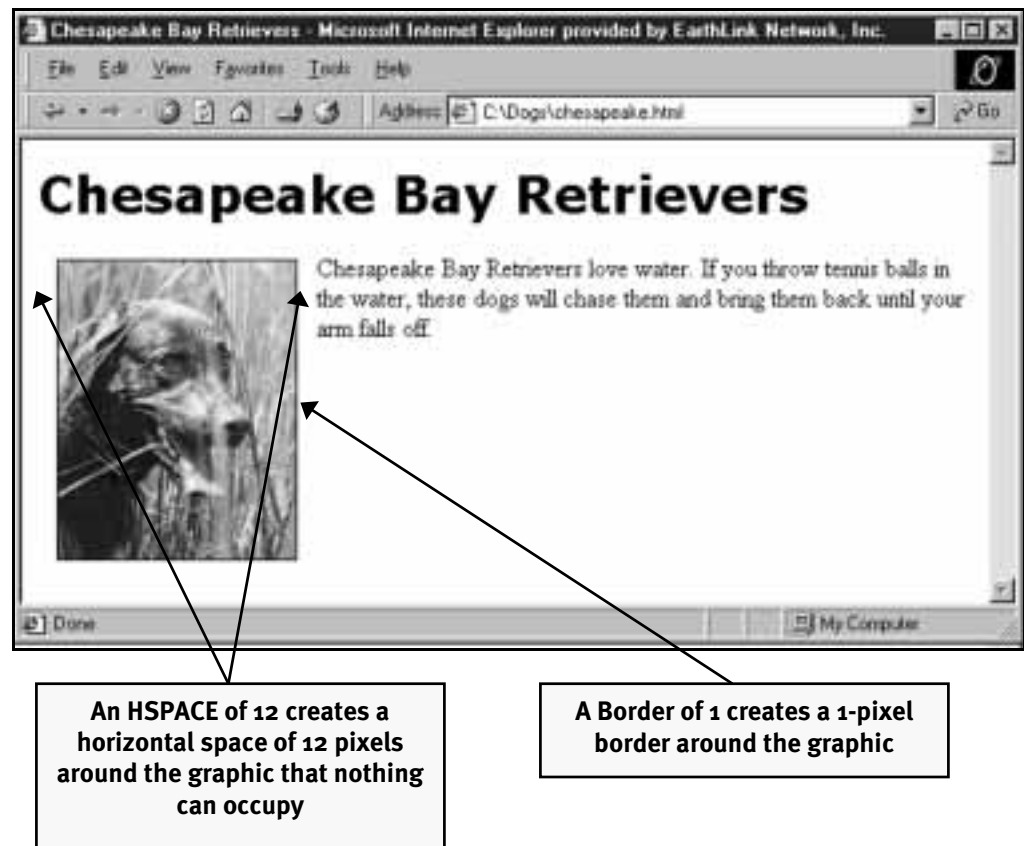 Chesapeake Bay Retrievers - Microsoft Internet Explorer provided by EarthLink Network, Inc.
File Edit View Favorites Tools Help
Address C:\Dogs\chesapeake.html Go
Chesapeake Bay Retrievers
Chesapeake Bay Retrievers love water. If you throw tennis balls in
the water, these dogs will chase them and bring them back until your
arm falls off.
Done My Computer
An HSPACE of 12 creates a
horizontal space of 12 pixels
around the graphic that nothing
can occupy
A Border of 1 creates a 1-pixel
border around the graphic